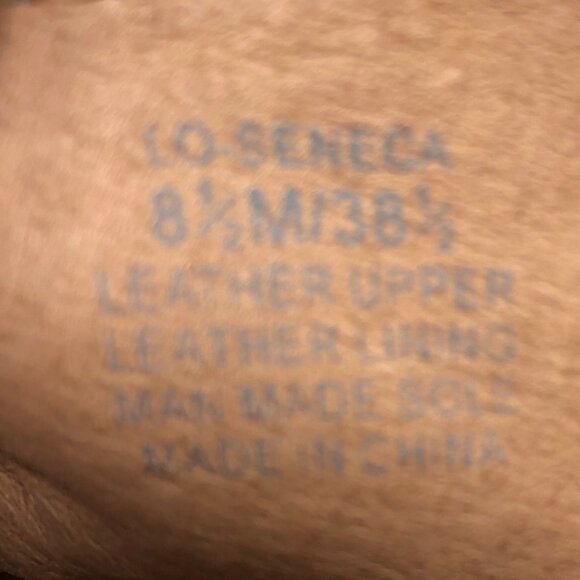 LO-SENECA
8½M/38½
LEATHER UPPER
LEATHER LINING
MAN MADE SOLE
MADE IN CHINA